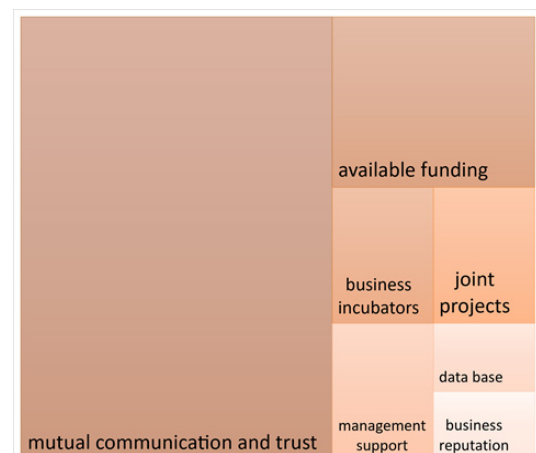 available funding
business
incubators
joint
projects
data base
management
support
business
reputation
mutual communication and trust